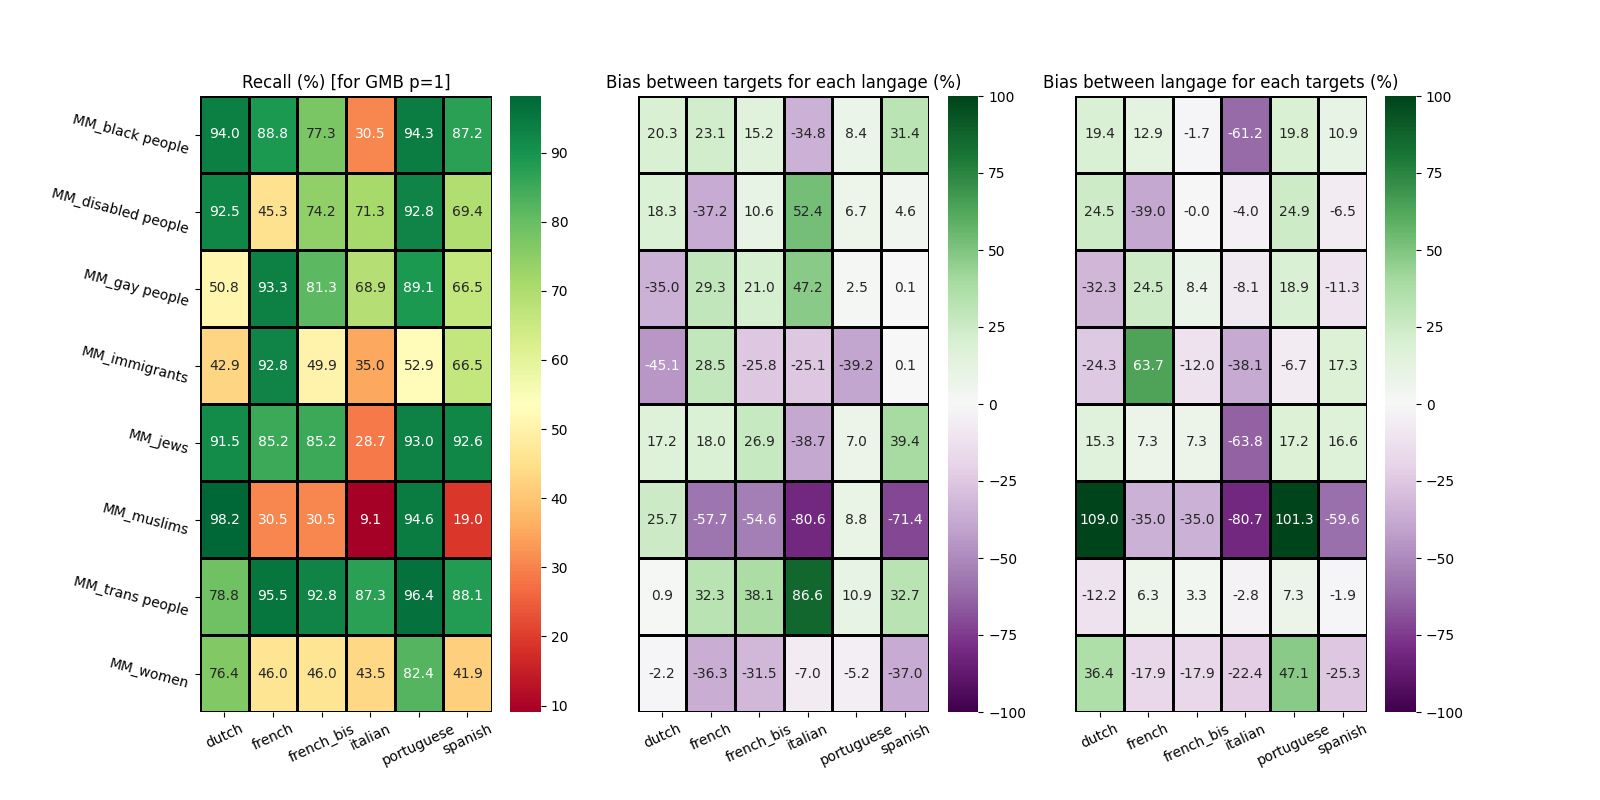 Recall (%) [for GMB p=1]
Bias between targets for each langage (%)
Bias between langage for each targets (%)
MM_black people 94.0 88.8 77.3 30.5 94.3 87.2
20.3 23.1 15.2 -34.8 8.4 31.4
19.4 12.9 -1.7 -61.2 19.8 10.9
MM_disabled people 92.5 45.3 74.2 71.3 92.8 69.4
18.3 -37.2 10.6 52.4 6.7 4.6
24.5 -39.0 -0.0 -4.0 24.9 -6.5
MM_gay people 50.8 93.3 81.3 68.9 89.1 66.5
-35.0 29.3 21.0 47.2 2.5 0.1
-32.3 24.5 8.4 -8.1 18.9 -11.3
MM_immigrants 42.9 92.8 49.9 35.0 52.9 66.5
-45.1 28.5 -25.8 -25.1 -39.2 0.1
-24.3 63.7 -12.0 -38.1 -6.7 17.3
MM_jews 91.5 85.2 85.2 28.7 93.0 92.6
17.2 18.0 26.9 -38.7 7.0 39.4
15.3 7.3 7.3 -63.8 17.2 16.6
MM_muslims 98.2 30.5 30.5 9.1 94.6 19.0
25.7 -57.7 -54.6 -80.6 8.8 -71.4
109.0 -35.0 -35.0 -80.7 101.3 -59.6
MM_trans people 78.8 95.5 92.8 87.3 96.4 88.1
0.9 32.3 38.1 86.6 10.9 32.7
-12.2 6.3 3.3 -2.8 7.3 -1.9
MM_women 76.4 46.0 46.0 43.5 82.4 41.9
-2.2 -36.3 -31.5 -7.0 -5.2 -37.0
36.4 -17.9 -17.9 -22.4 47.1 -25.3
dutch french french_bis italian portuguese spanish
dutch french french_bis italian portuguese spanish
dutch french french_bis italian portuguese spanish
90
80
70
60
50
40
30
20
10
100
75
50
25
0
−25
−50
−75
−100
100
75
50
25
0
−25
−50
−75
−100